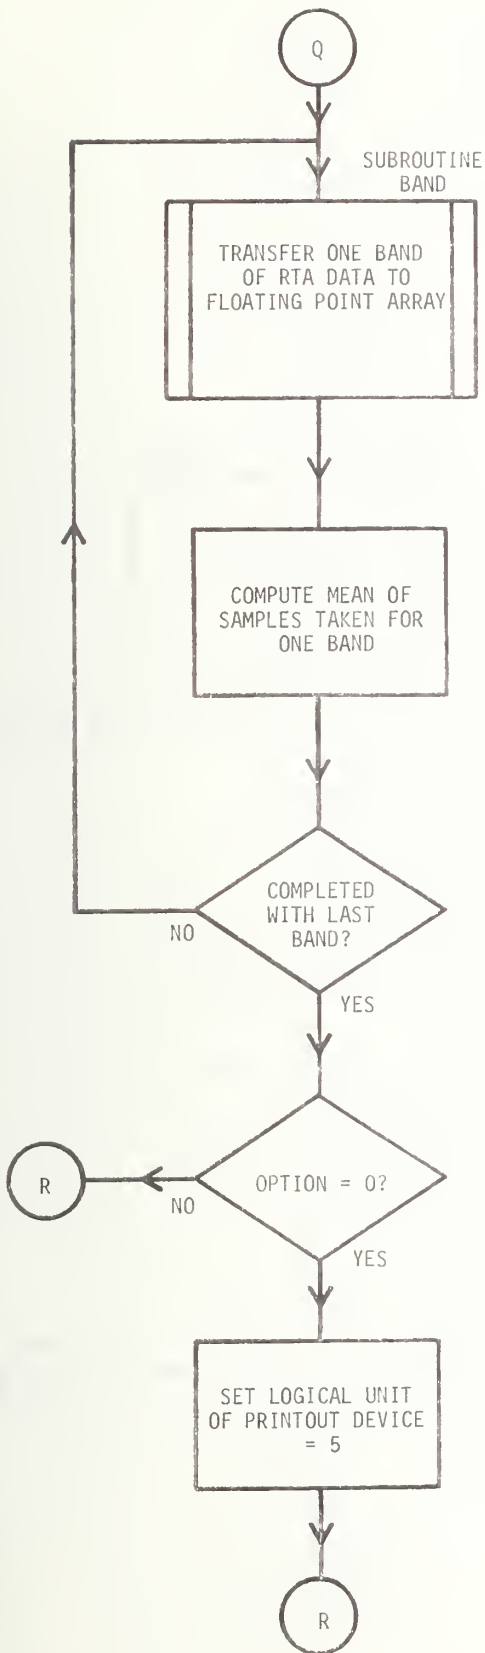 Q
SUBROUTINE
BAND
TRANSFER ONE BAND
OF RTA DATA TO
FLOATING POINT ARRAY
COMPUTE MEAN OF
SAMPLES TAKEN FOR
ONE BAND
COMPLETED
WITH LAST
BAND?
NO
YES
OPTION = 0?
R
NO
YES
SET LOGICAL UNIT
OF PRINTOUT DEVICE
= 5
R